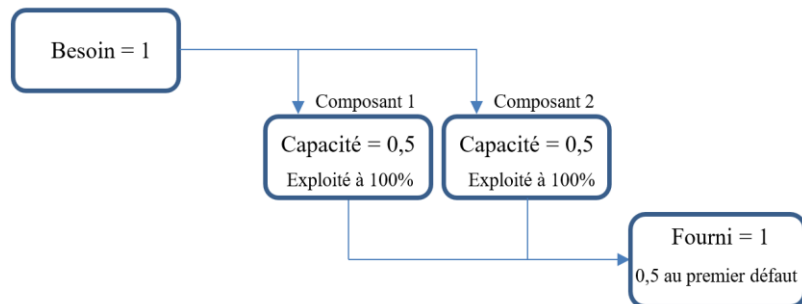 Besoin = 1
Composant 1
Composant 2
Capacité = 0,5
Exploité à 100%
Capacité = 0,5
Exploité à 100%
Fourni = 1
0,5 au premier défaut